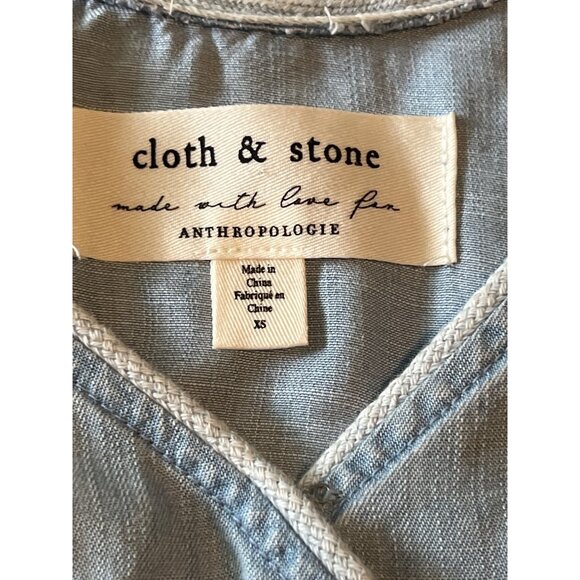 cloth & stone
made with love for
ANTHROPOLOGIE
Made in
China
Fabriqué en
Chine
XS